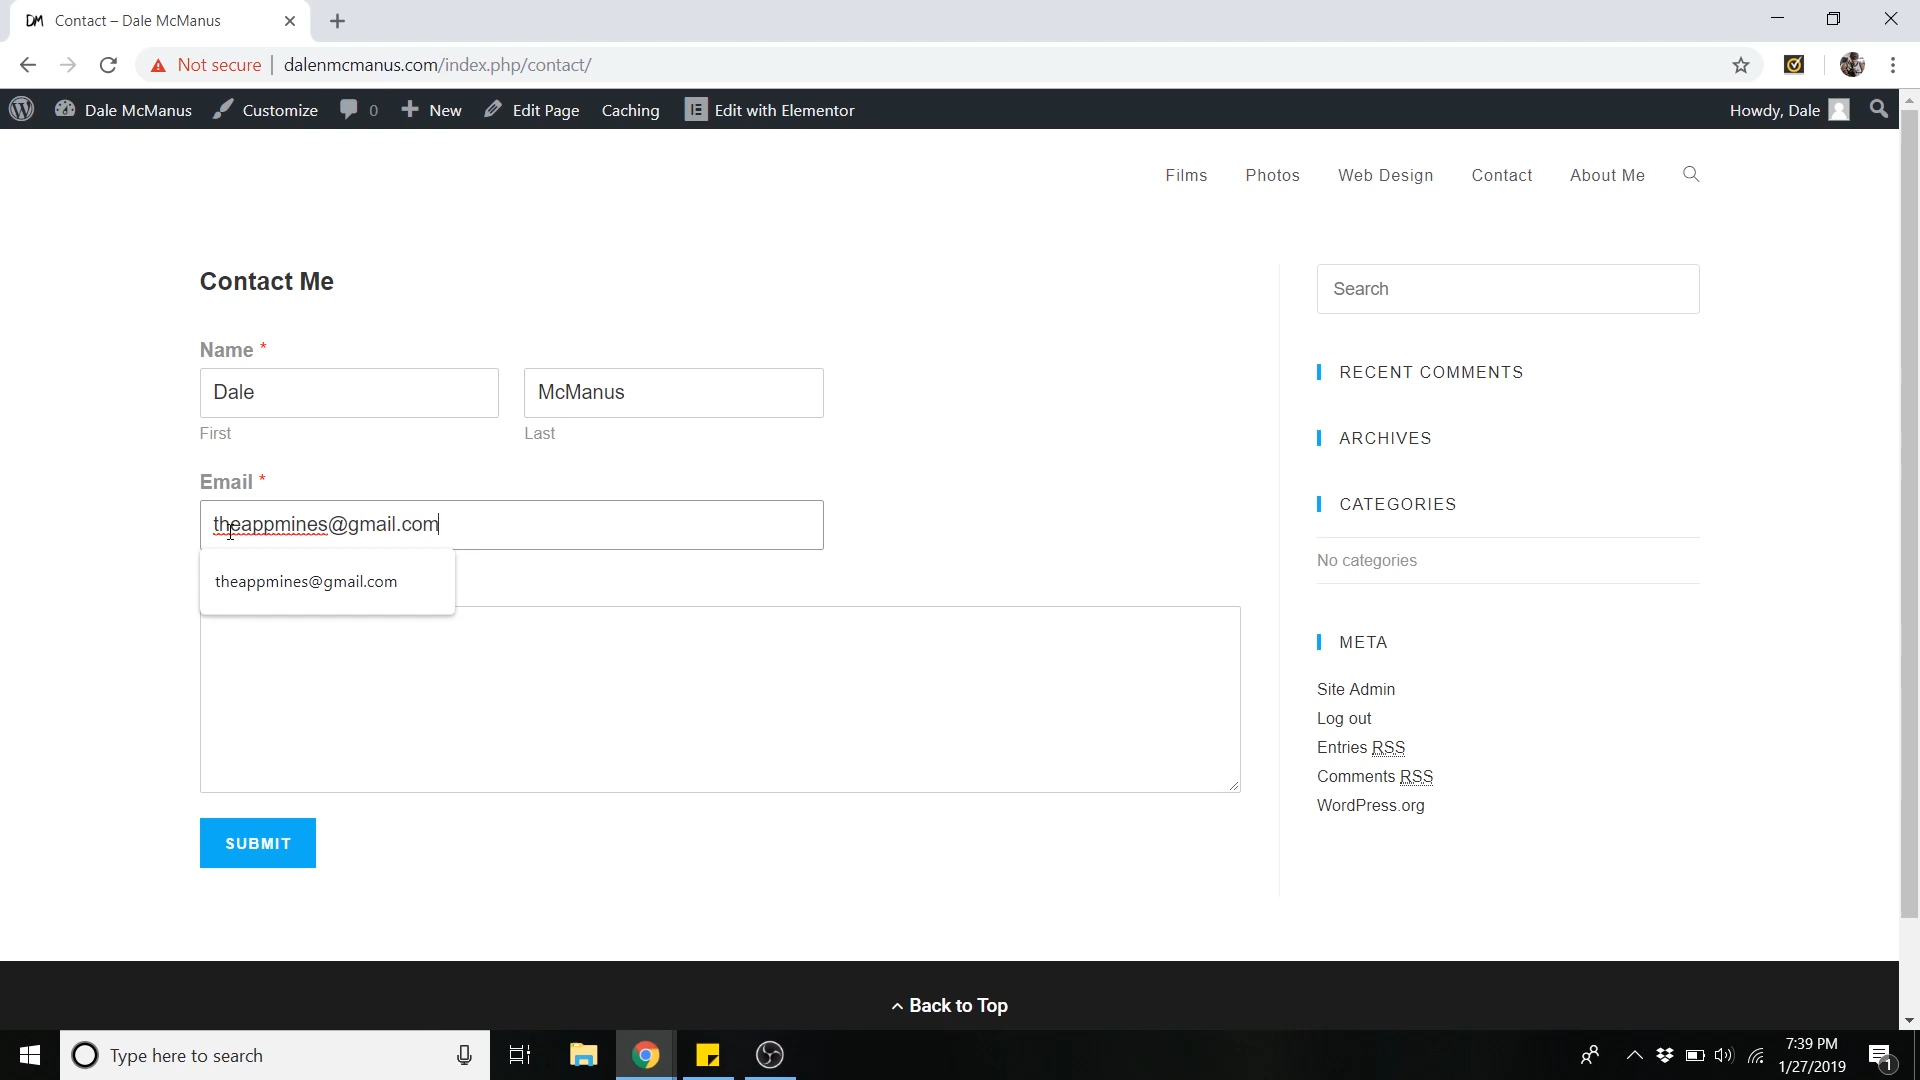 DM Contact – Dale McManus
Not secure dalenmcmanus.com/index.php/contact/
Dale McManus Customize 0 New Edit Page Caching Edit with Elementor Howdy, Dale
Films Photos Web Design Contact About Me
Contact Me
Name *
Dale McManus
First Last
Email *
theappmines@gmail.com
theappmines@gmail.com
SUBMIT
Search
RECENT COMMENTS
ARCHIVES
CATEGORIES
No categories
META
Site Admin
Log out
Entries RSS
Comments RSS
WordPress.org
Back to Top
Type here to search
7:39 PM
1/27/2019
1